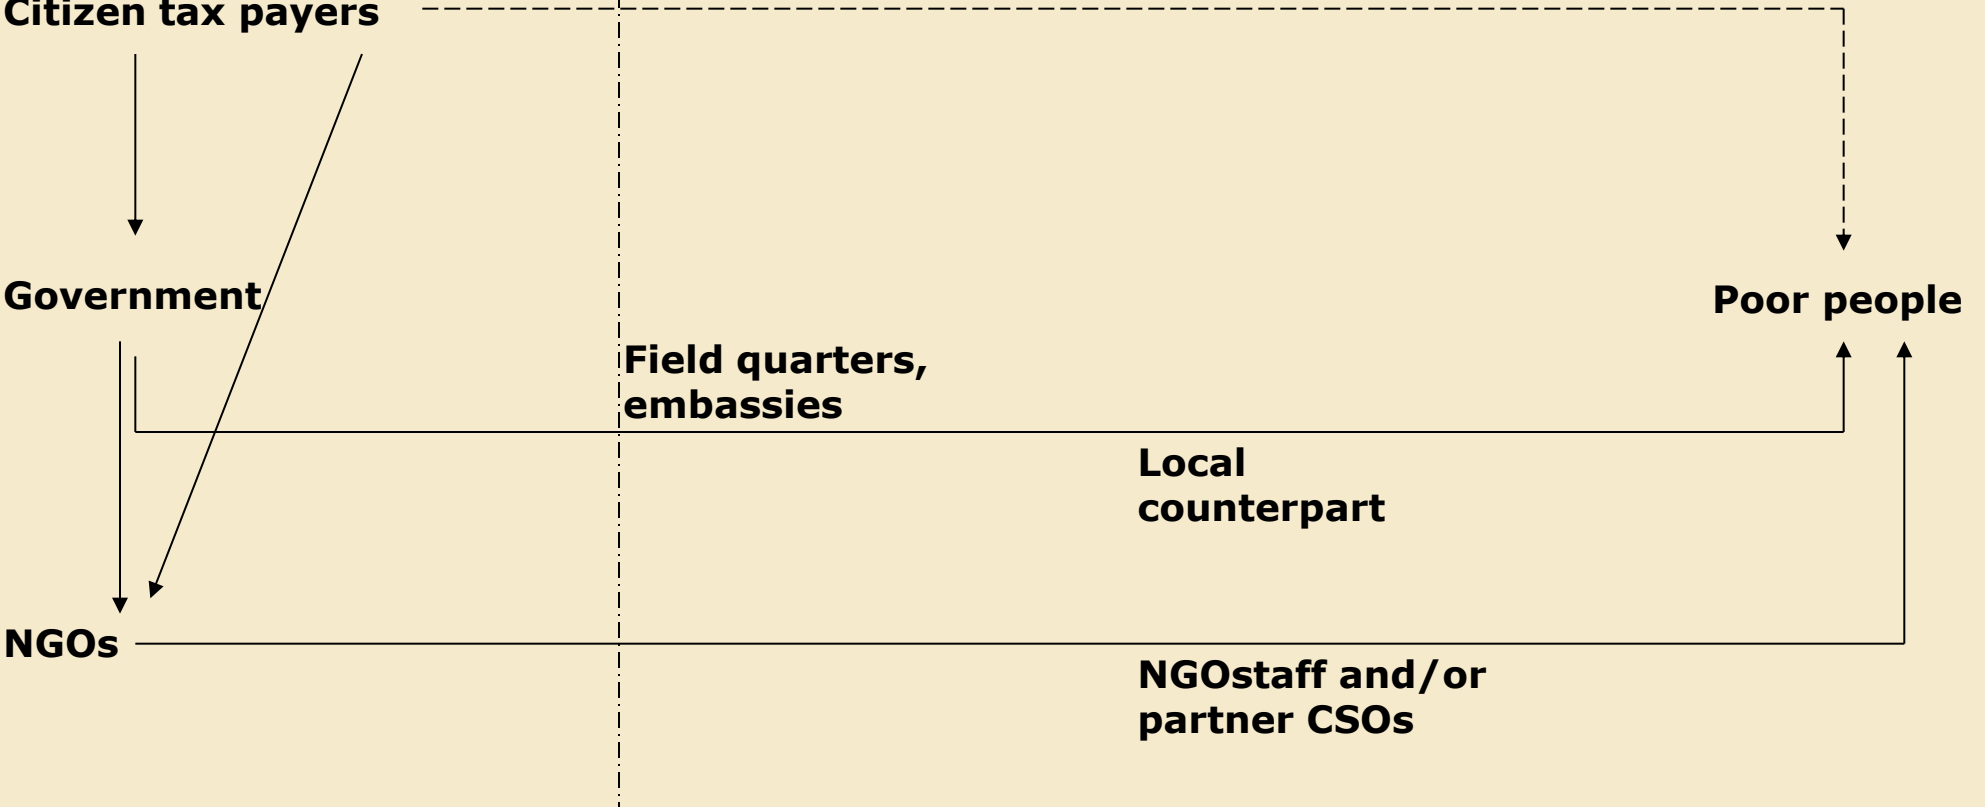 Citizen tax payers
Government
Poor people
Field quarters,
embassies
Local
counterpart
NGOs
NGOstaff and/or
partner CSOs